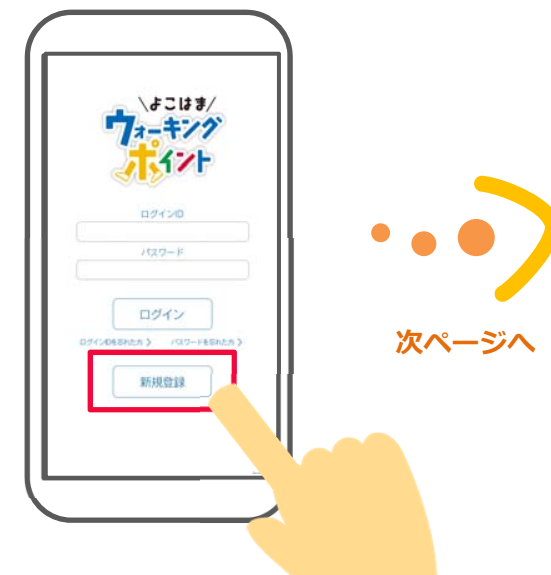 よこはま
ウォーキング
ポイント
ログインID
パスワード
ログイン
ログインIDを忘れた方 》 パスワードを忘れた方 》
新規登録
次ページへ